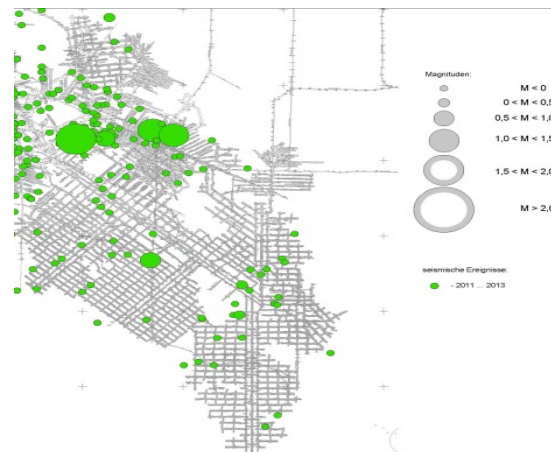 Magnituden:
M < 0
0 < M < 0,5
0,5 < M < 1,0
1,0 < M < 1,5
1,5 < M < 2,0
M > 2,0
seismische Ereignisse:
- 2011 ... 2013